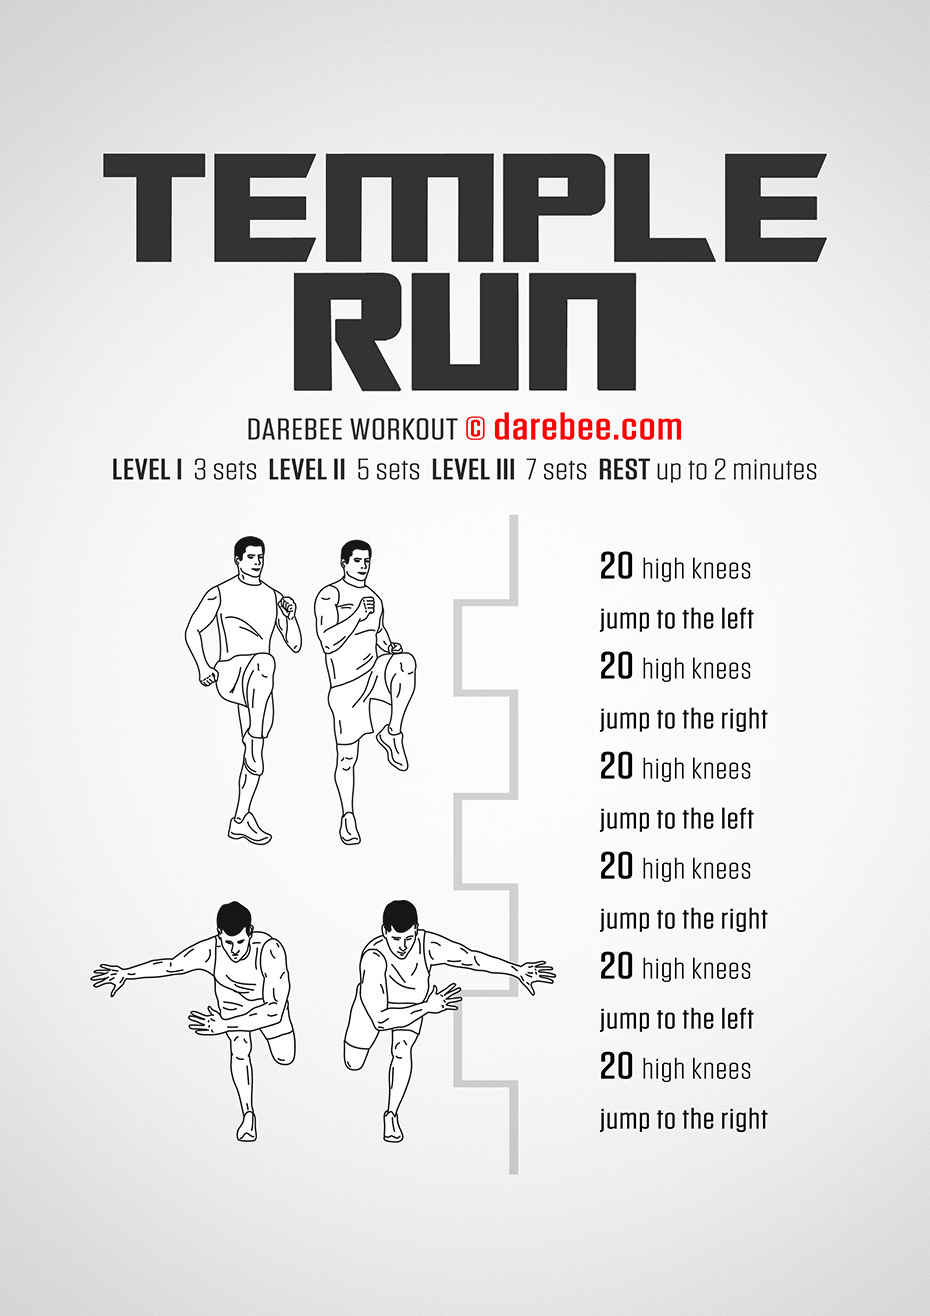 TEMPLE
RUN
DAREBEE WORKOUT © darebee.com
LEVEL I 3 sets LEVEL II 5 sets LEVEL III 7 sets REST up to 2 minutes
20 high knees
jump to the left
20 high knees
jump to the right
20 high knees
jump to the left
20 high knees
jump to the right
20 high knees
jump to the left
20 high knees
jump to the right